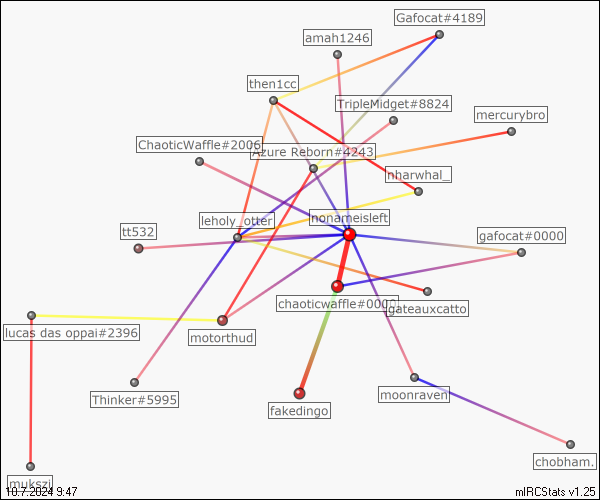 Gafocat#4189
amah1246
then1cc
TripleMidget#8824
mercurybro
ChaoticWaffle#2006
Azure Reborn#4243
nharwhal_
leholy_otter
nonameisleft
tt532
gafocat#0000
chaoticwaffle#0000
gateauxcatto
lucas das oppai#2396
motorthud
Thinker#5995
fakedingo
moonraven
chobham.
mukszi
10.7.2024 9:47
mIRCStats v1.25